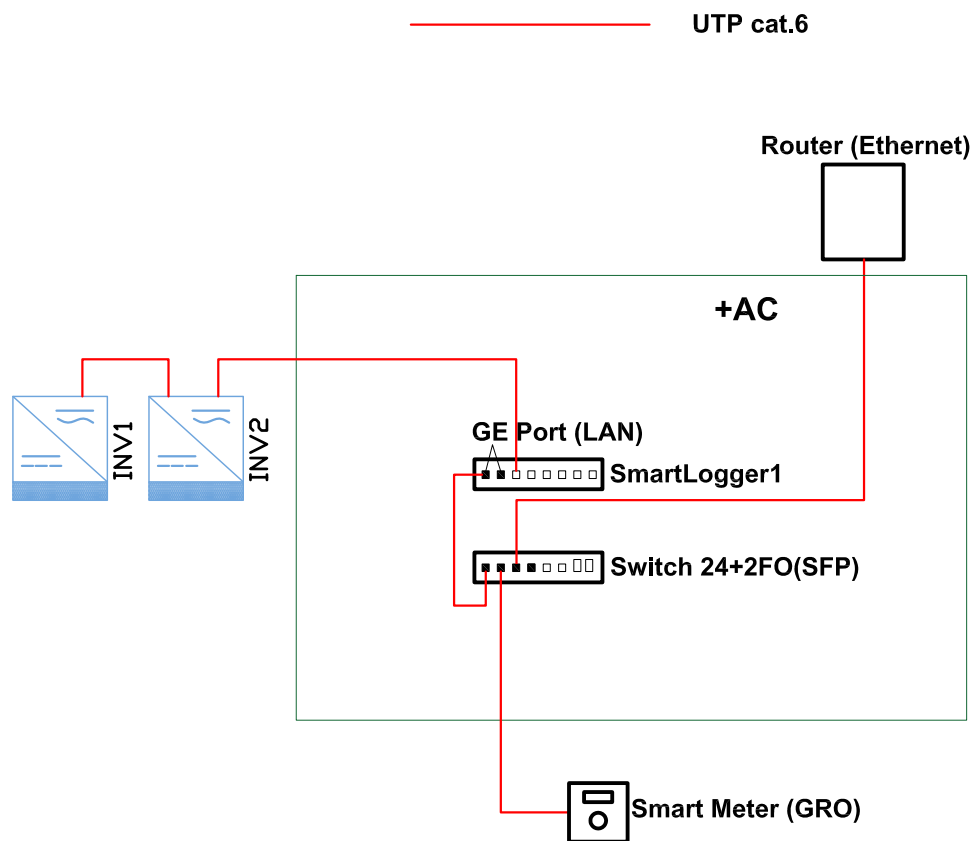 UTP cat.6
Router (Ethernet)
+AC
INV1
INV2
GE Port (LAN)
SmartLogger1
Switch 24+2FO(SFP)
Smart Meter (GRO)